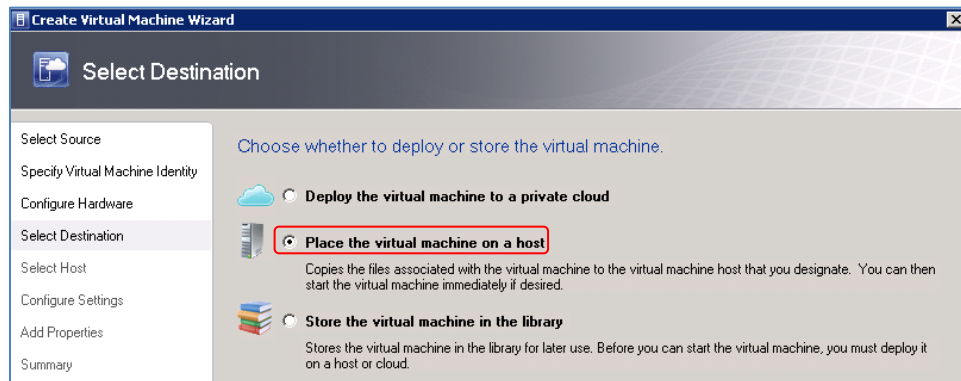 Create Virtual Machine Wizard
Select Destination
Select Source
Specify Virtual Machine Identity
Configure Hardware
Select Destination
Select Host
Configure Settings
Add Properties
Summary
Choose whether to deploy or store the virtual machine.
Deploy the virtual machine to a private cloud
Place the virtual machine on a host
Copies the files associated with the virtual machine to the virtual machine host that you designate. You can then
start the virtual machine immediately if desired.
Store the virtual machine in the library
Stores the virtual machine in the library for later use. Before you can start the virtual machine, you must deploy it
on a host or cloud.